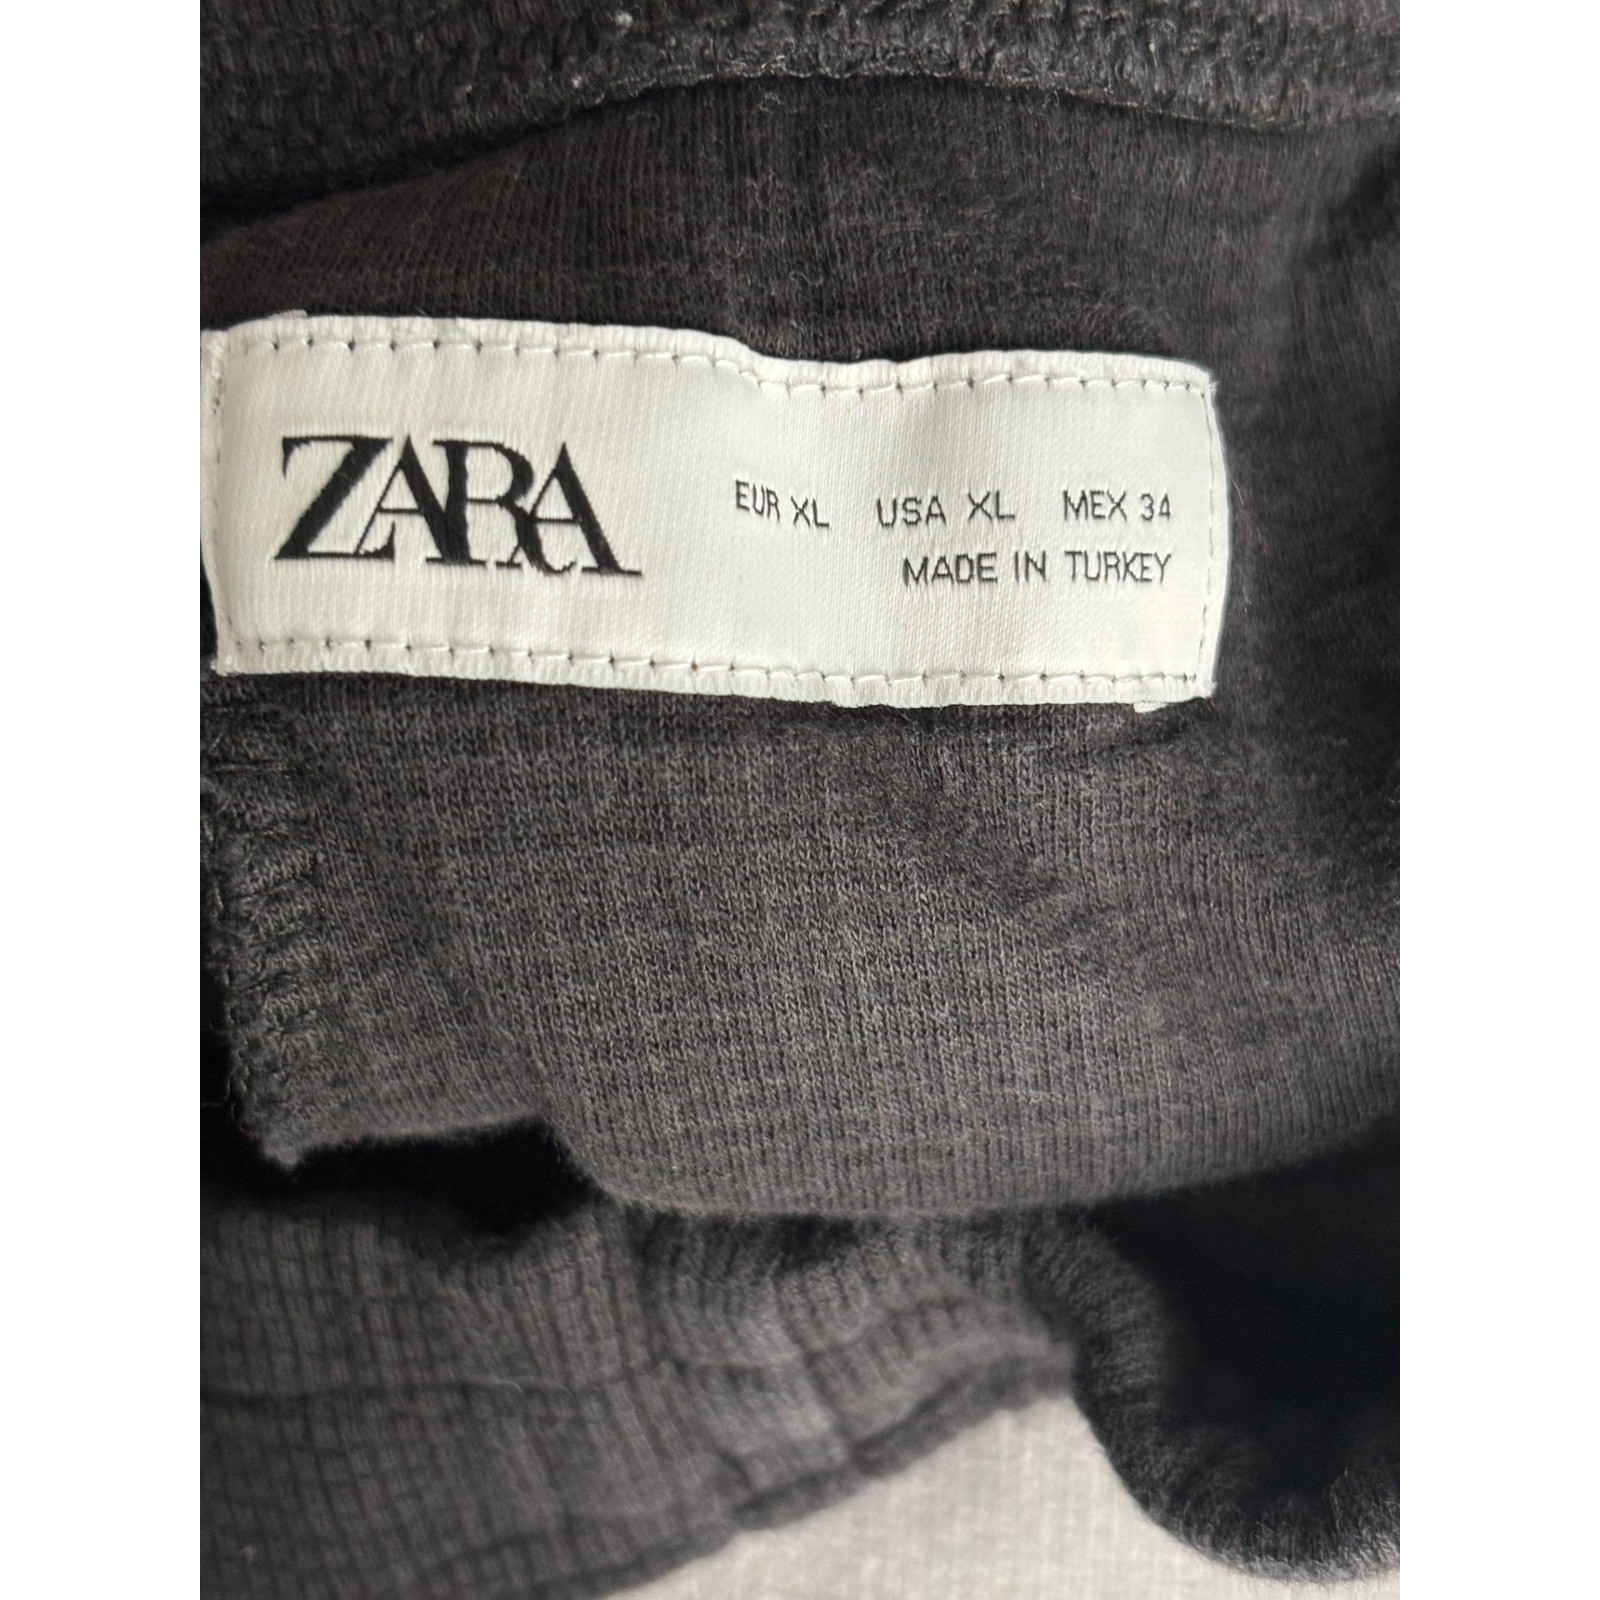 ZARA
EUR XL USA XL MEX 34
MADE IN TURKEY